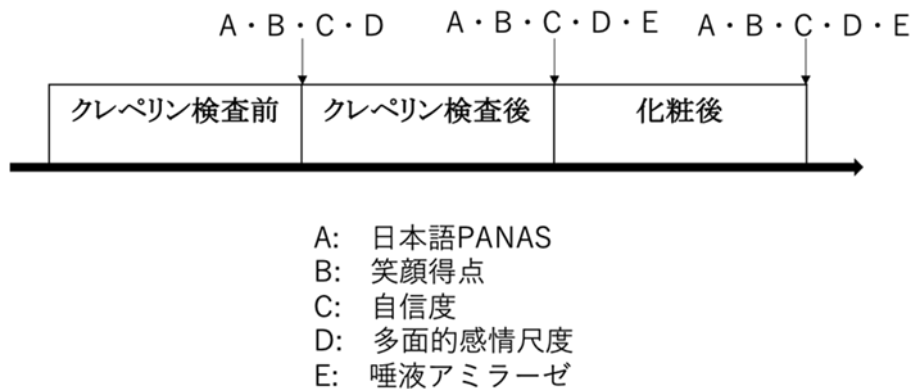 A・B・C・D A・B・C・D・E A・B・C・D・E
クレペリン検査前 クレペリン検査後 化粧後
A: 日本語PANAS
B: 笑顔得点
C: 自信度
D: 多面的感情尺度
E: 唾液アミラーゼ